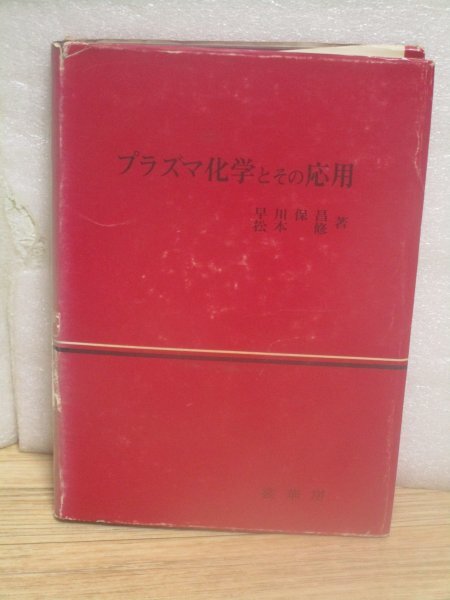 プラズマ化学とその応用
早川保昌
松本修 著
裳華房